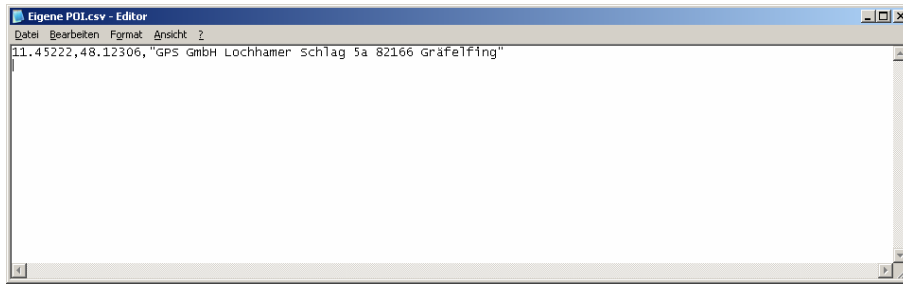 Eigene POI.csv - Editor
Datei Bearbeiten Format Ansicht ?
11.45222,48.12306,"GPS GmbH Lochhamer Schlag 5a 82166 Gräfelfing"